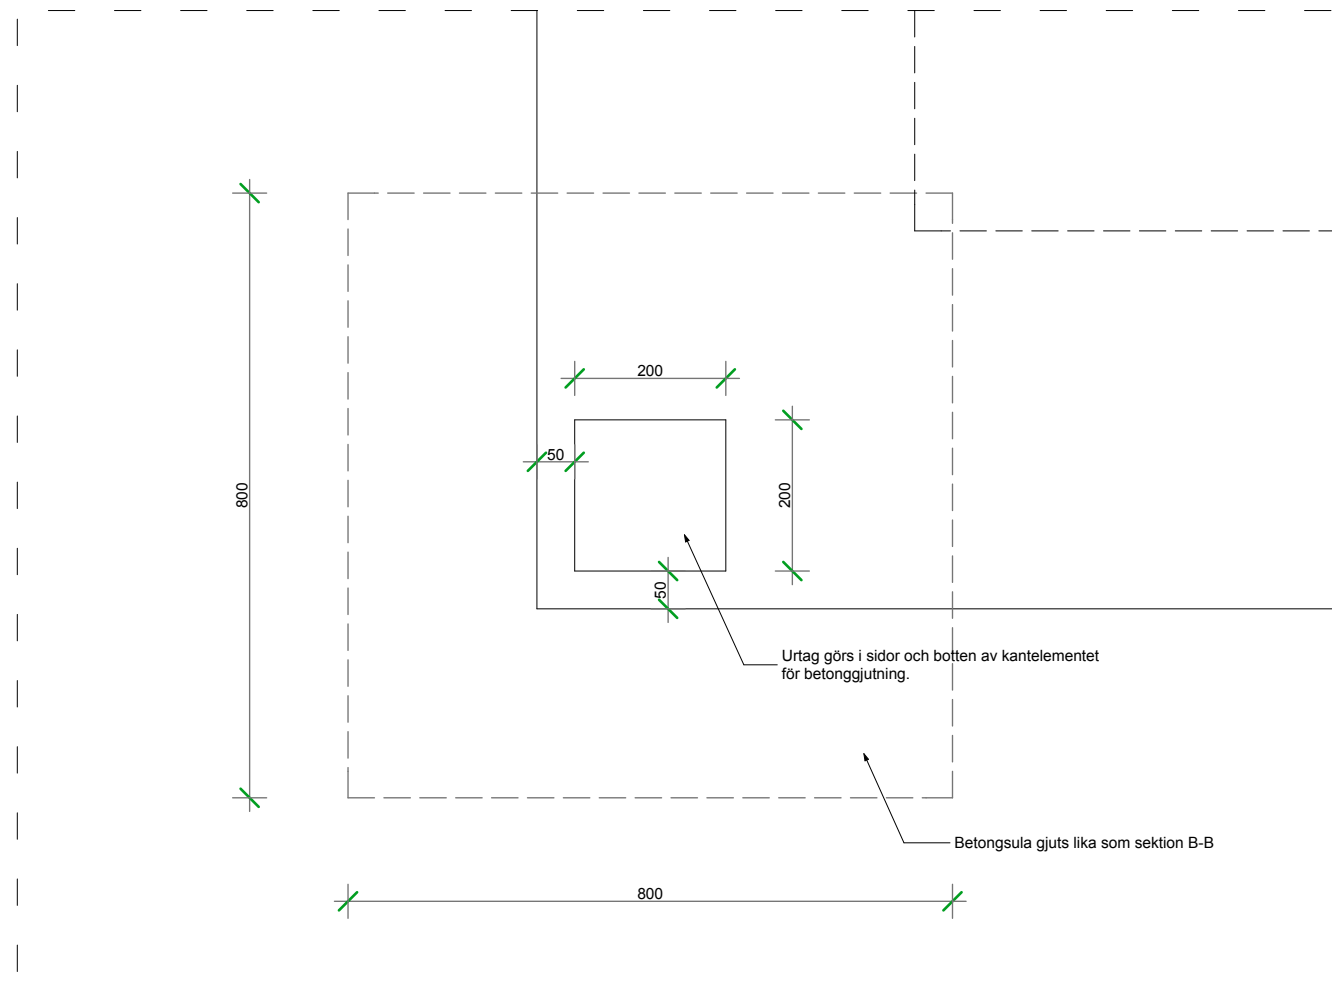 200
50
200
800
50
Urtag görs i sidor och botten av kantelementet
för betonggjutning.
Betongsula gjuts lika som sektion B-B
800